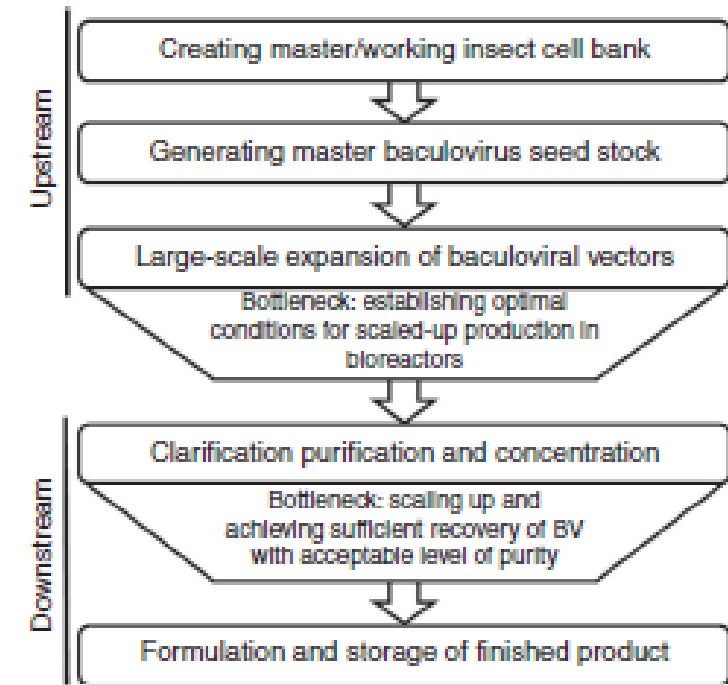 Upstream
Creating master/working insect cell bank
Generating master baculovirus seed stock
Large-scale expansion of baculoviral vectors
Bottleneck: establishing optimal
conditions for scaled-up production in
bioreactors
Downstream
Clarification purification and concentration
Bottleneck: scaling up and
achieving sufficient recovery of BV
with acceptable level of purity
Formulation and storage of finished product